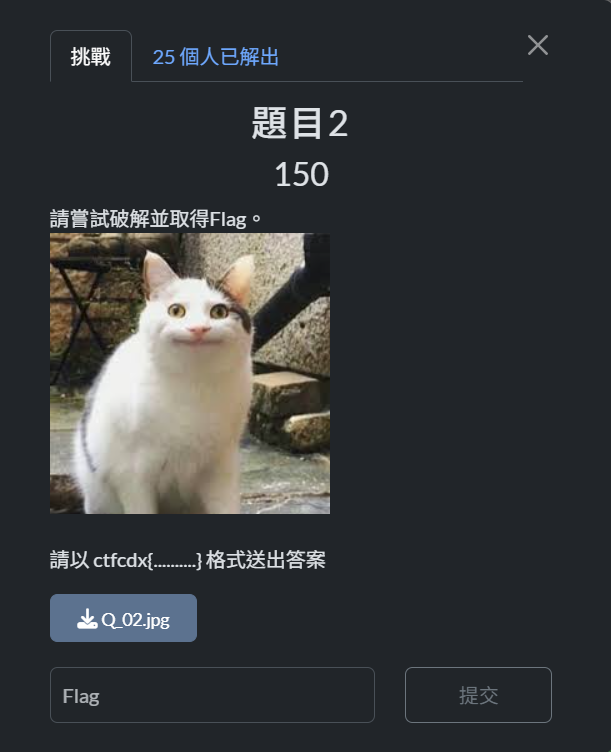 挑戰
25 個人已解出
題目2
150
請嘗試破解並取得Flag。
請以 ctfcdx{..........} 格式送出答案
Q_02.jpg
Flag
提交